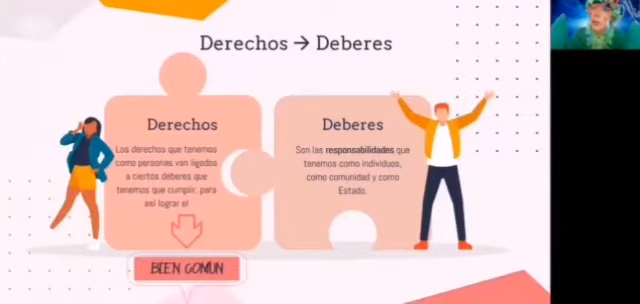 Derechos → Deberes
Derechos
Los derechos que tenemos
como personas van ligados
a ciertos deberes que
tenemos que cumplir, para
así lograr el
BIEN COMÚN
Deberes
Son las responsabilidades que
tenemos como individuos,
como comunidad y como
Estado.